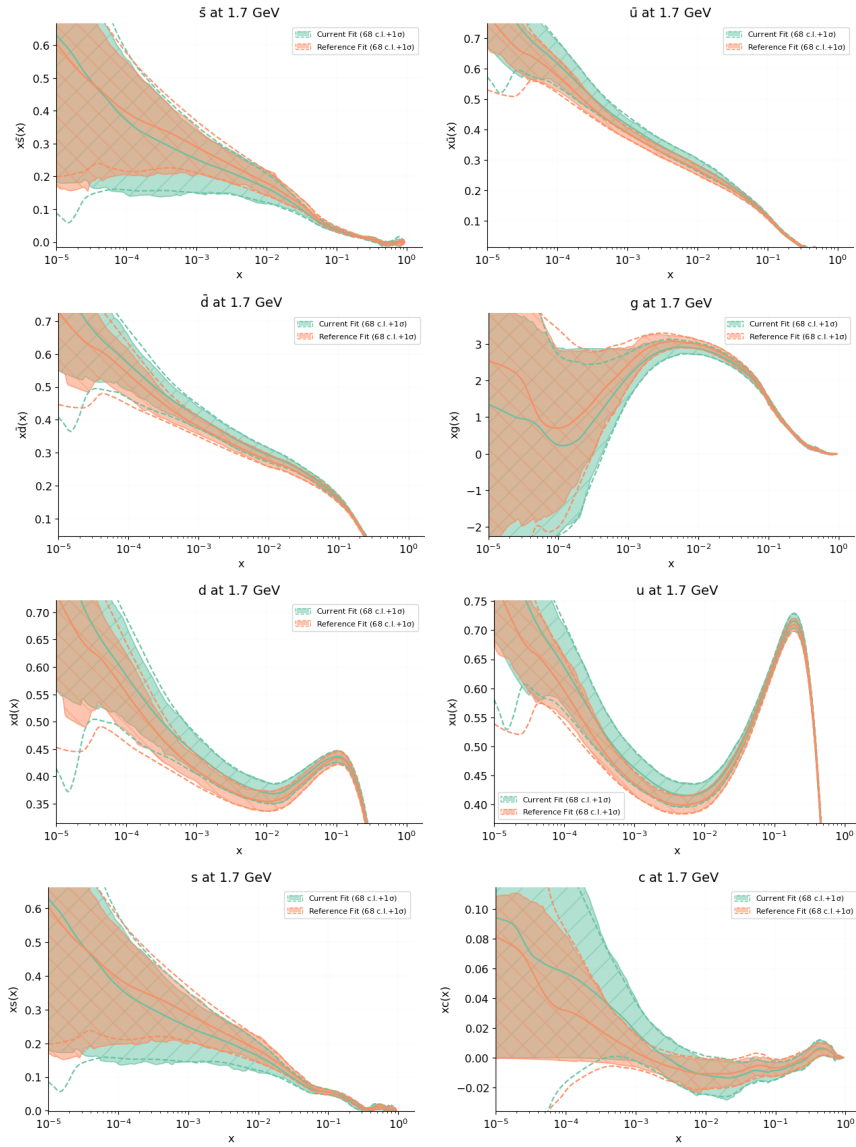 s̄ at 1.7 GeV
xs̄(x)
0.6
0.5
0.4
0.3
0.2
0.1
0.0
Current Fit (68 c.l.+1σ)
Reference Fit (68 c.l.+1σ)
10⁻⁵ 10⁻⁴ 10⁻³ 10⁻² 10⁻¹ 10⁰
x
ū at 1.7 GeV
xū(x)
0.7
0.6
0.5
0.4
0.3
0.2
0.1
Current Fit (68 c.l.+1σ)
Reference Fit (68 c.l.+1σ)
10⁻⁵ 10⁻⁴ 10⁻³ 10⁻² 10⁻¹ 10⁰
x
d̄ at 1.7 GeV
xd̄(x)
0.7
0.6
0.5
0.4
0.3
0.2
0.1
Current Fit (68 c.l.+1σ)
Reference Fit (68 c.l.+1σ)
10⁻⁵ 10⁻⁴ 10⁻³ 10⁻² 10⁻¹ 10⁰
x
g at 1.7 GeV
xg(x)
3
2
1
0
−1
−2
Current Fit (68 c.l.+1σ)
Reference Fit (68 c.l.+1σ)
10⁻⁵ 10⁻⁴ 10⁻³ 10⁻² 10⁻¹ 10⁰
x
d at 1.7 GeV
xd(x)
0.70
0.65
0.60
0.55
0.50
0.45
0.40
0.35
Current Fit (68 c.l.+1σ)
Reference Fit (68 c.l.+1σ)
10⁻⁵ 10⁻⁴ 10⁻³ 10⁻² 10⁻¹ 10⁰
x
u at 1.7 GeV
xu(x)
0.75
0.70
0.65
0.60
0.55
0.50
0.45
0.40
Current Fit (68 c.l.+1σ)
Reference Fit (68 c.l.+1σ)
10⁻⁵ 10⁻⁴ 10⁻³ 10⁻² 10⁻¹ 10⁰
x
s at 1.7 GeV
xs(x)
0.6
0.5
0.4
0.3
0.2
0.1
0.0
Current Fit (68 c.l.+1σ)
Reference Fit (68 c.l.+1σ)
10⁻⁵ 10⁻⁴ 10⁻³ 10⁻² 10⁻¹ 10⁰
x
c at 1.7 GeV
xc(x)
0.10
0.08
0.06
0.04
0.02
0.00
−0.02
Current Fit (68 c.l.+1σ)
Reference Fit (68 c.l.+1σ)
10⁻⁵ 10⁻⁴ 10⁻³ 10⁻² 10⁻¹ 10⁰
x